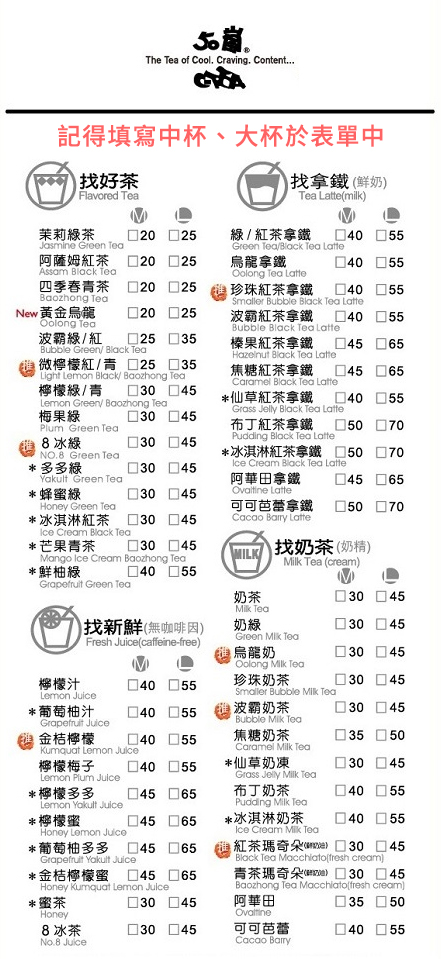 50嵐®
The Tea of Cool. Craving. Content...
記得填寫中杯、大杯於表單中
找好茶
Flavored Tea
M L
茉莉綠茶 □20 □25
Jasmine Green Tea
阿薩姆紅茶 □20 □25
Assam Black Tea
四季春青茶 □20 □25
Baozhong Tea
New 黃金烏龍 □20 □25
Oolong Tea
波霸綠/紅 □25 □35
Bubble Green/ Black Tea
推 微檸檬紅/青 □25 □35
Light Lemon Black/ Baozhong Tea
檸檬綠/青 □30 □45
Lemon Green/ Baozhong Tea
梅果綠 □30 □45
Plum Green Tea
推 8冰綠 □30 □45
NO.8 Green Tea
*多多綠 □30 □45
Yakult Green Tea
*蜂蜜綠 □30 □45
Honey Green Tea
*冰淇淋紅茶 □30 □45
Ice Cream Black Tea
*芒果青茶 □30 □45
Mango Ice Cream Baozhong Tea
*鮮柚綠 □40 □55
Grapefruit Green Tea
找新鮮(無咖啡因)
Fresh Juice(caffeine-free)
M L
檸檬汁 □40 □55
Lemon Juice
*葡萄柚汁 □40 □55
Grapefruit Juice
推 金桔檸檬 □40 □55
Kumquat Lemon Juice
檸檬梅子 □40 □55
Lemon Plum Juice
*檸檬多多 □45 □65
Lemon Yakult Juice
*檸檬蜜 □45 □65
Honey Lemon Juice
*葡萄柚多多 □45 □65
Grapefruit Yakult Juice
*金桔檸檬蜜 □45 □65
Honey Kumquat Lemon Juice
*蜜茶 □30 □45
Honey
8冰茶 □30 □45
No.8 Juice
找拿鐵(鮮奶)
Tea Latte(milk)
M L
綠/紅茶拿鐵 □40 □55
Green Tea/Black Tea Latte
烏龍拿鐵 □40 □55
Oolong Tea Latte
推 珍珠紅茶拿鐵 □40 □55
Smaller Bubble Black Tea Latte
波霸紅茶拿鐵 □40 □55
Bubble Black Tea Latte
榛果紅茶拿鐵 □45 □65
Hazelnut Black Tea Latte
焦糖紅茶拿鐵 □45 □65
Caramel Black Tea Latte
*仙草紅茶拿鐵 □40 □55
Grass Jelly Black Tea Latte
布丁紅茶拿鐵 □50 □70
Pudding Black Tea Latte
*冰淇淋紅茶拿鐵 □50 □70
Ice Cream Black Tea Latte
阿華田拿鐵 □45 □65
Ovaltine Latte
可可芭蕾拿鐵 □50 □70
Cacao Barry Latte
MILK
找奶茶(奶精)
Milk Tea (cream)
M L
奶茶 □30 □45
Milk Tea
奶綠 □30 □45
Green Milk Tea
推 烏龍奶 □30 □45
Oolong Milk Tea
珍珠奶茶 □30 □45
Smaller Bubble Milk Tea
推 波霸奶茶 □30 □45
Bubble Milk Tea
焦糖奶茶 □35 □50
Caramel Milk Tea
*仙草奶凍 □30 □45
Grass Jelly Milk Tea
布丁奶茶 □40 □55
Pudding Milk Tea
*冰淇淋奶茶 □40 □55
Ice Cream Milk Tea
推 紅茶瑪奇朵 □30 □45
Black Tea Macchiato(fresh cream)
青茶瑪奇朵 □30 □45
Baozhong Tea Macchiato(fresh cream)
阿華田 □35 □50
Ovaltine
可可芭蕾 □40 □55
Cacao Barry